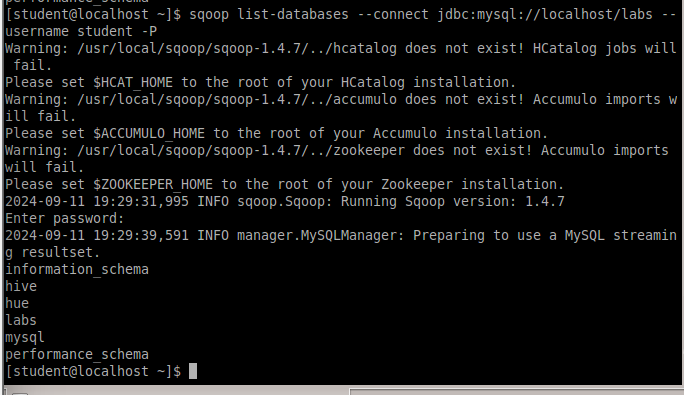 performance_schema
[student@localhost ~]$ sqoop list-databases --connect jdbc:mysql://localhost/labs --
username student -P
Warning: /usr/local/sqoop/sqoop-1.4.7/../hcatalog does not exist! HCatalog jobs will
 fail.
Please set $HCAT_HOME to the root of your HCatalog installation.
Warning: /usr/local/sqoop/sqoop-1.4.7/../accumulo does not exist! Accumulo imports w
ill fail.
Please set $ACCUMULO_HOME to the root of your Accumulo installation.
Warning: /usr/local/sqoop/sqoop-1.4.7/../zookeeper does not exist! Accumulo imports
will fail.
Please set $ZOOKEEPER_HOME to the root of your Zookeeper installation.
2024-09-11 19:29:31,995 INFO sqoop.Sqoop: Running Sqoop version: 1.4.7
Enter password:
2024-09-11 19:29:39,591 INFO manager.MySQLManager: Preparing to use a MySQL streamin
g resultset.
information_schema
hive
hue
labs
mysql
performance_schema
[student@localhost ~]$